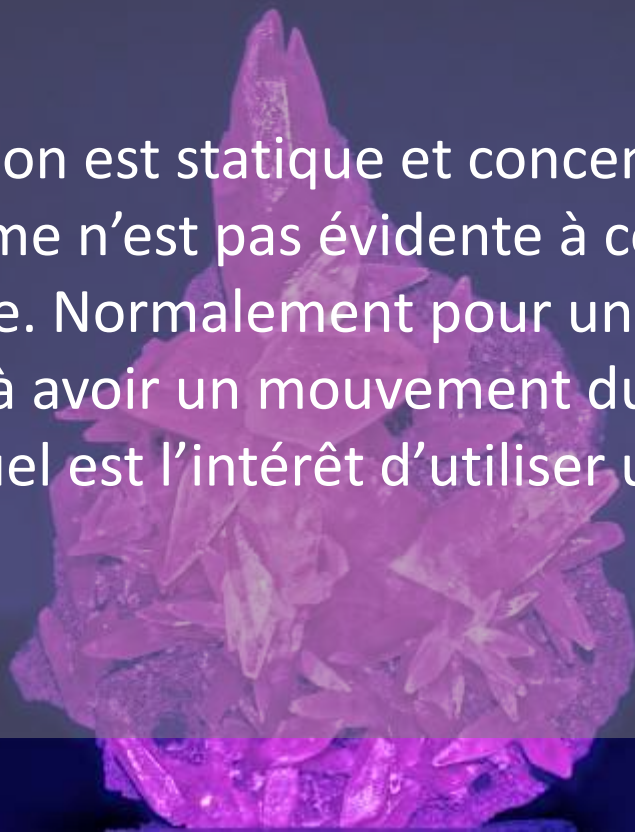 on est statique et concer
me n’est pas évidente à c
e. Normalement pour un
à avoir un mouvement du
uel est l’intérêt d’utiliser u